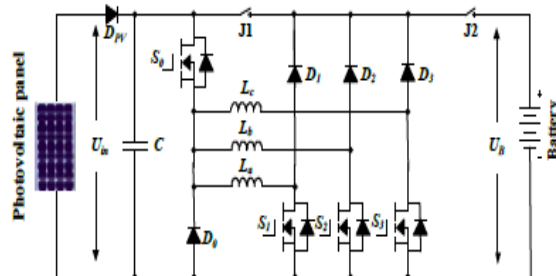 D_PV
J1
J2
S_0
D_1
D_2
D_3
L_c
L_b
L_a
Photovoltaic panel
U_in
C
U_B
Battery
S_1
S_2
S_3
D_0